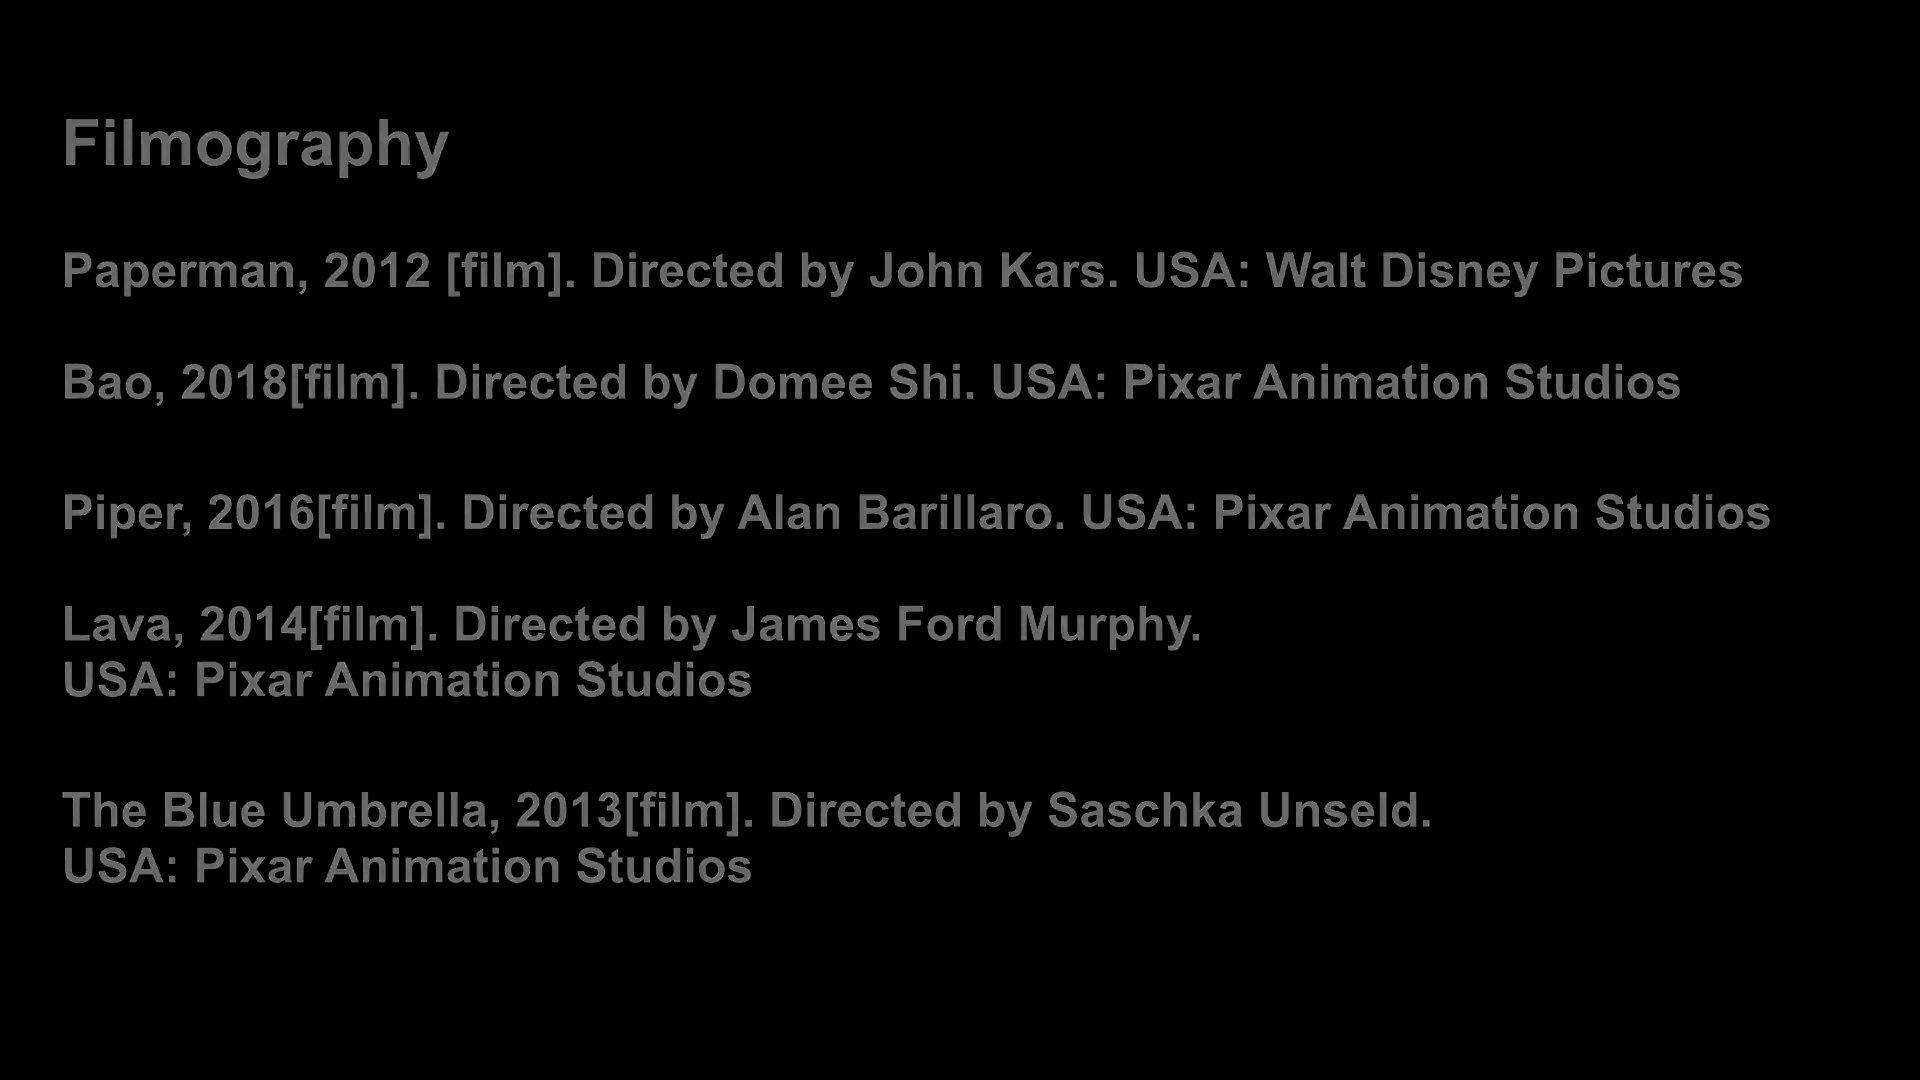 Filmography
Paperman, 2012 [film]. Directed by John Kars. USA: Walt Disney Pictures
Bao, 2018[film]. Directed by Domee Shi. USA: Pixar Animation Studios
Piper, 2016[film]. Directed by Alan Barillaro. USA: Pixar Animation Studios
Lava, 2014[film]. Directed by James Ford Murphy.
USA: Pixar Animation Studios
The Blue Umbrella, 2013[film]. Directed by Saschka Unseld.
USA: Pixar Animation Studios